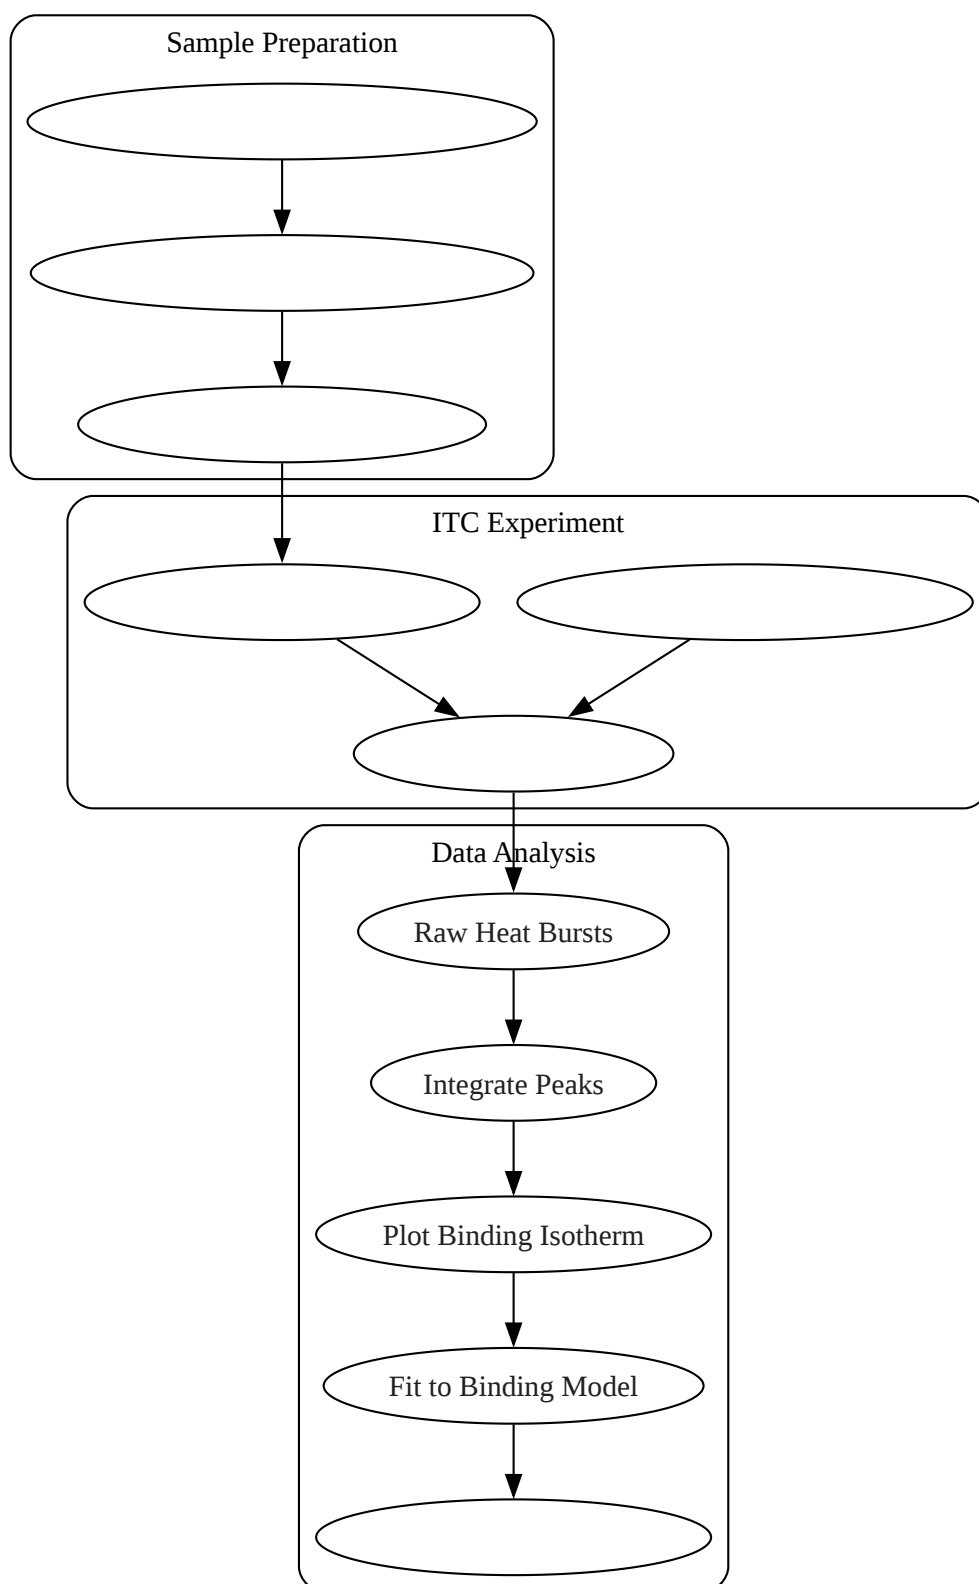 Sample Preparation
ITC Experiment
Data Analysis
Raw Heat Bursts
Integrate Peaks
Plot Binding Isotherm
Fit to Binding Model